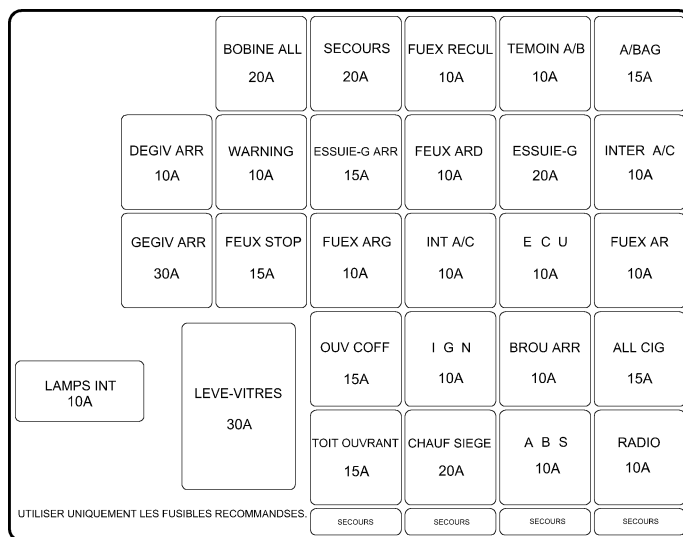 BOBINE ALL
20A
SECOURS
20A
FUEX RECUL
10A
TEMOIN A/B
10A
A/BAG
15A
DEGIV ARR
10A
WARNING
10A
ESSUIE-G ARR
15A
FEUX ARD
10A
ESSUIE-G
20A
INTER A/C
10A
GEGIV ARR
30A
FEUX STOP
15A
FUEX ARG
10A
INT A/C
10A
E C U
10A
FUEX AR
10A
LAMPS INT
10A
LEVE-VITRES
30A
OUV COFF
15A
I G N
10A
BROU ARR
10A
ALL CIG
15A
TOIT OUVRANT
15A
CHAUF SIEGE
20A
A B S
10A
RADIO
10A
UTILISER UNIQUEMENT LES FUSIBLES RECOMMANDSES.
SECOURS
SECOURS
SECOURS
SECOURS